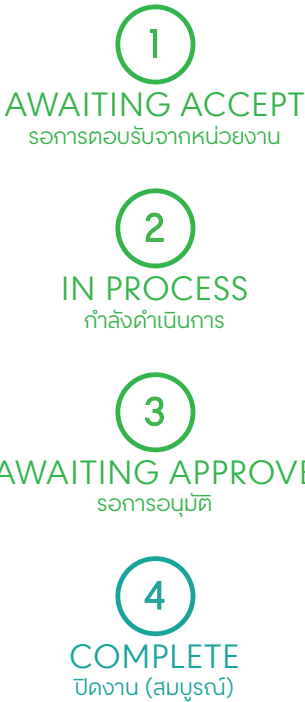 1
AWAITING ACCEPT
รอการตอบรับจากหน่วยงาน
2
IN PROCESS
กำลังดำเนินการ
3
AWAITING APPROVE
รอการอนุมัติ
4
COMPLETE
ปิดงาน (สมบูรณ์)